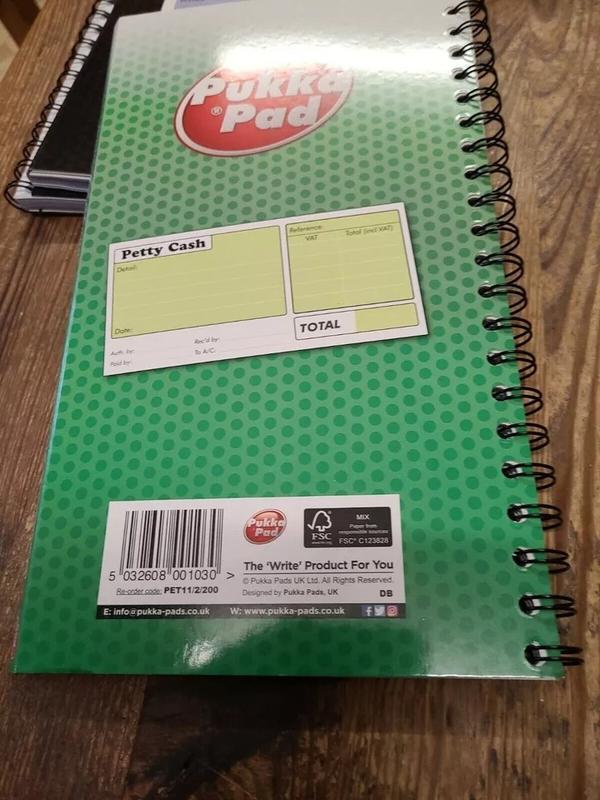 Pukka
® Pad
Petty Cash
Detail:
Date:
Reference:
VAT Total (incl VAT)
TOTAL
Auth. by: Rec'd by:
Paid by: To A/C:
5 032608 001030 >
Re-order code: PET11/2/200
Pukka
Pad
FSC
www.fsc.org
MIX
Paper from
responsible sources
FSC® C123828
The 'Write' Product For You
© Pukka Pads UK Ltd. All Rights Reserved.
Designed by Pukka Pads, UK DB
E: info@pukka-pads.co.uk W: www.pukka-pads.co.uk